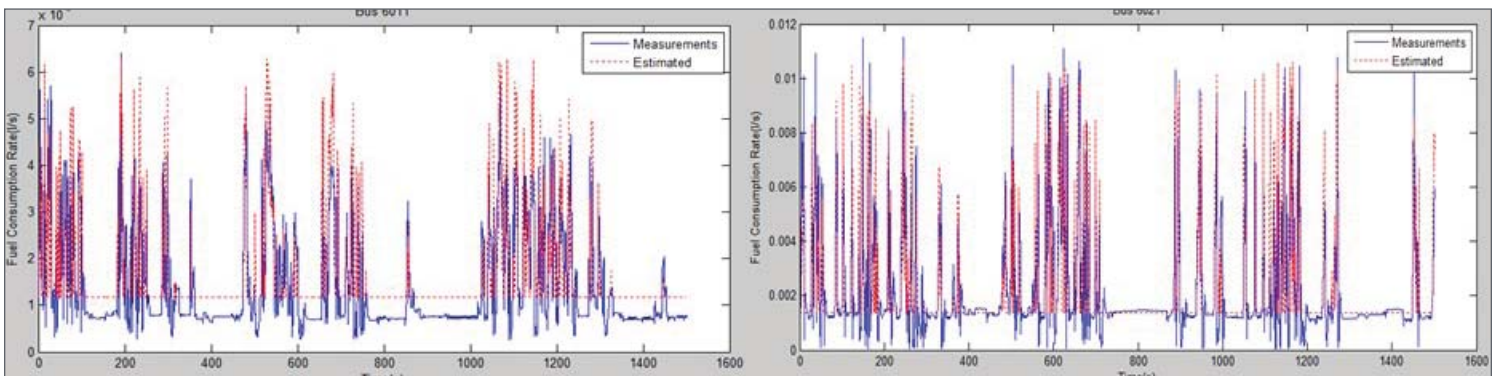 Bus 6011
7 x 10
Measurements
Estimated
Fuel Consumption Rate(l/s)
7
6
5
4
3
2
1
0
0 200 400 600 800 1000 1200 1400 1600
Bus 6021
0.012
Measurements
Estimated
Fuel Consumption Rate(l/s)
0.01
0.008
0.006
0.004
0.002
0
0 200 400 600 800 1000 1200 1400 1600
Time(s)